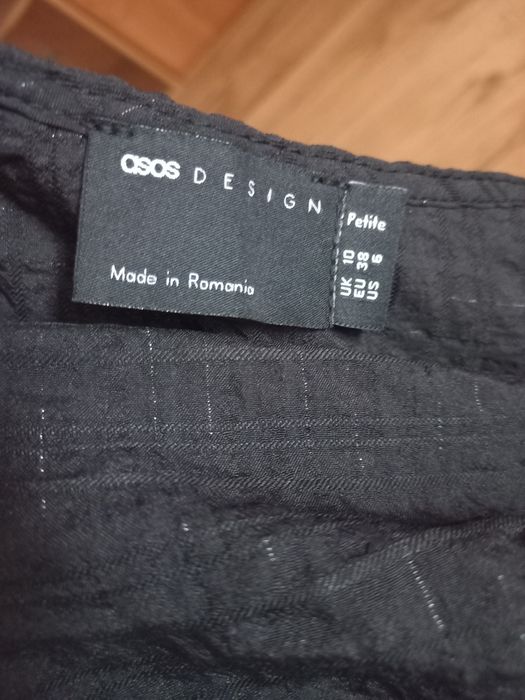 asos DESIGN
Made in Romania
Petite
UK 10
EU 38
US 6